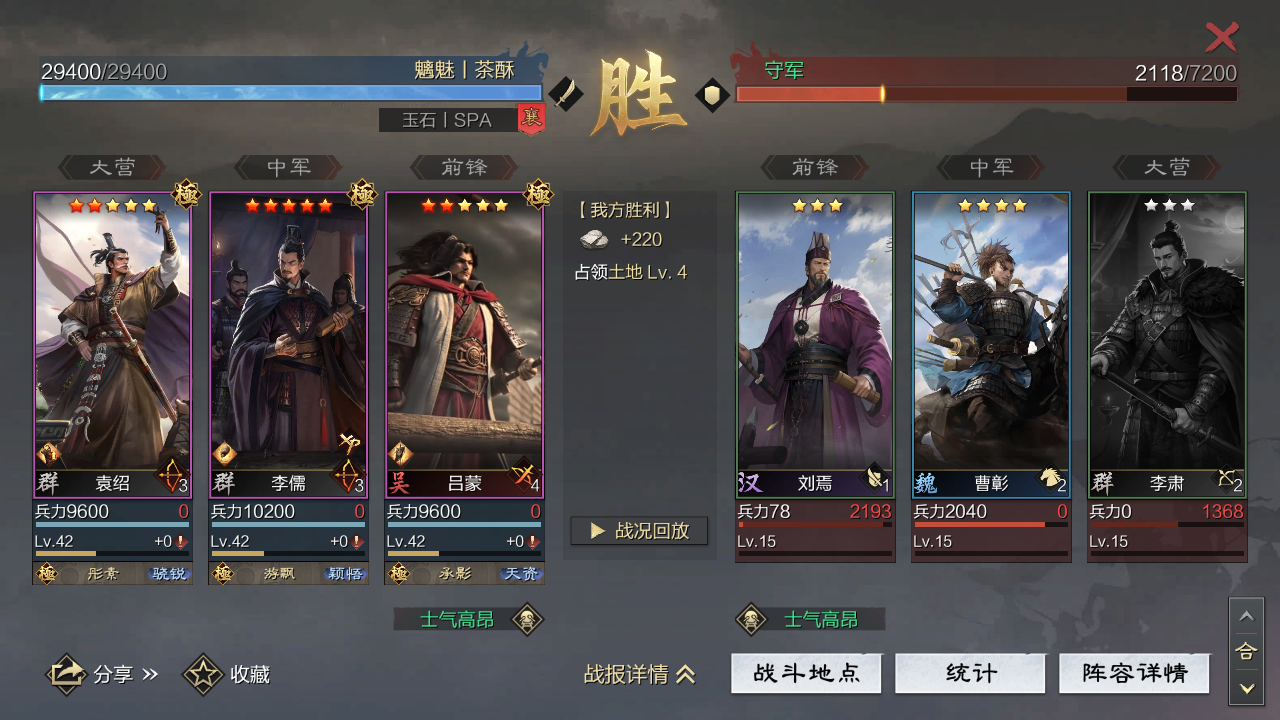 29400/29400
魑魅丨茶酥
胜
守军
2118/7200
玉石丨SPA
襄
大营
中军
前锋
前锋
中军
大营
極
極
極
【我方胜利】
+220
占领土地 Lv. 4
群 袁绍 3
群 李儒 3
吴 吕蒙 4
汉 刘焉 1
魏 曹彰 2
群 李肃 2
兵力9600 0
兵力10200 0
兵力9600 0
兵力78 2193
兵力2040 0
兵力0 1368
Lv.42 +0
Lv.42 +0
Lv.42 +0
Lv.15
Lv.15
Lv.15
战况回放
極 彤素 骁锐
極 游飘 颖悟
極 承影 天资
士气高昂
士气高昂
分享
收藏
战报详情
战斗地点
统计
阵容详情
合